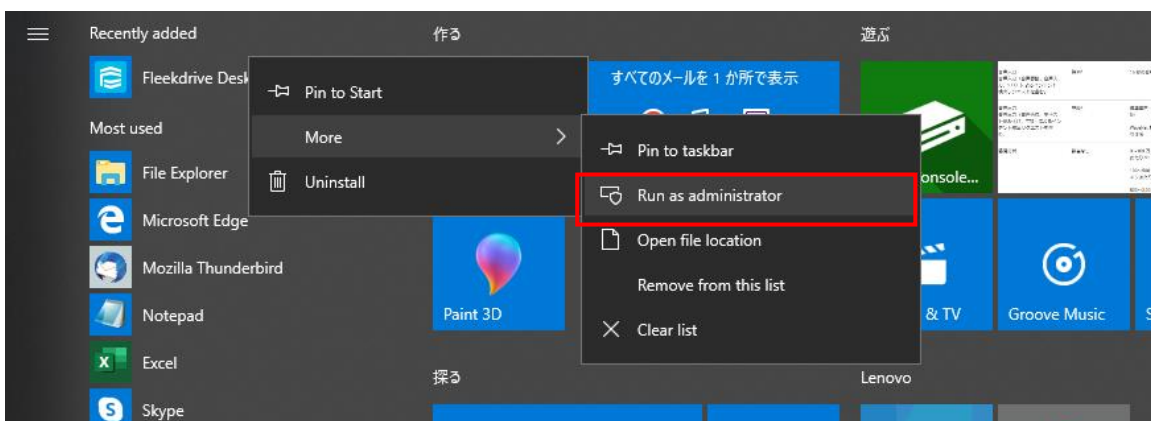 Recently added
作る
遊ぶ
Fleekdrive Desk
すべてのメールを 1 か所で表示
Pin to Start
Most used
More
Pin to taskbar
File Explorer
Uninstall
onsole...
Run as administrator
Microsoft Edge
Open file location
Mozilla Thunderbird
Remove from this list
Notepad
Paint 3D
& TV
Groove Music
S
Clear list
Excel
探る
Lenovo
Skype